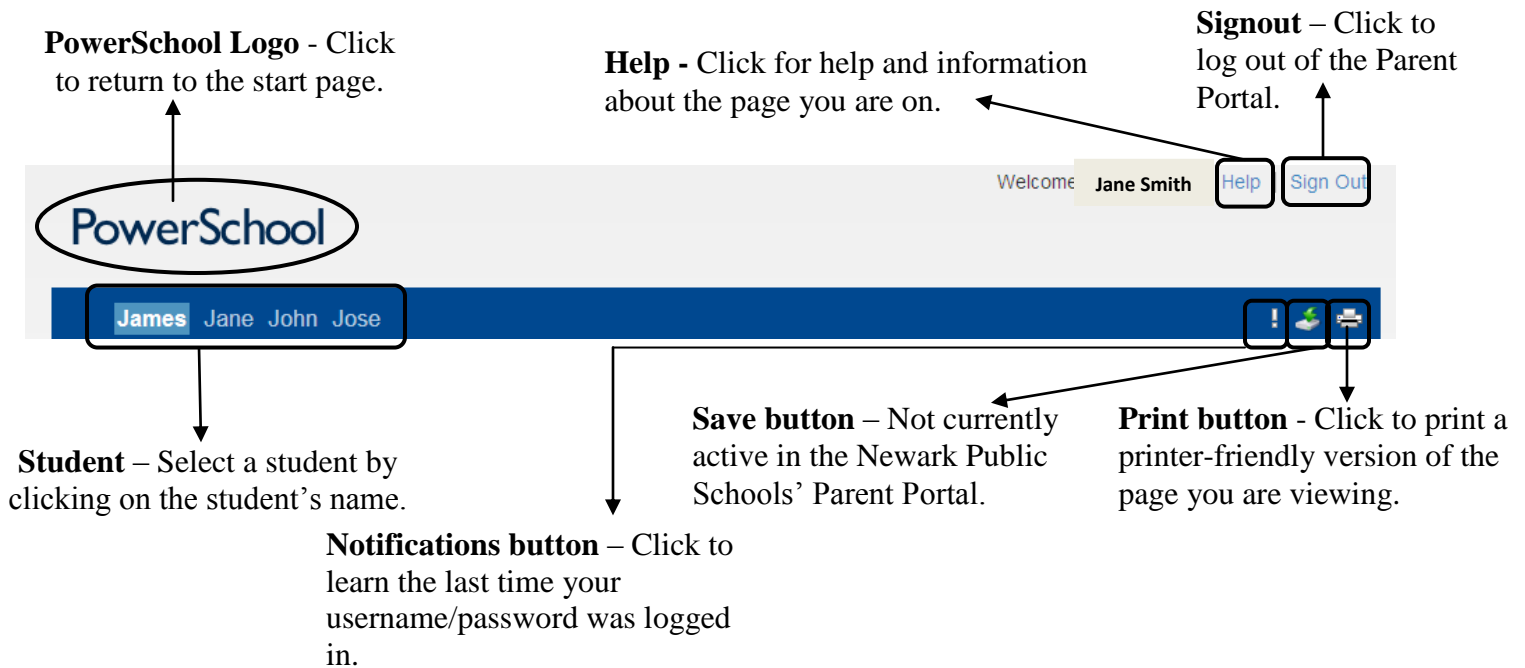 PowerSchool Logo - Click
to return to the start page.
Help - Click for help and information
about the page you are on.
Signout – Click to
log out of the Parent
Portal.
Welcome Jane Smith Help Sign Out
PowerSchool
James Jane John Jose !
Student – Select a student by
clicking on the student’s name.
Notifications button – Click to
learn the last time your
username/password was logged
in.
Save button – Not currently
active in the Newark Public
Schools’ Parent Portal.
Print button - Click to print a
printer-friendly version of the
page you are viewing.